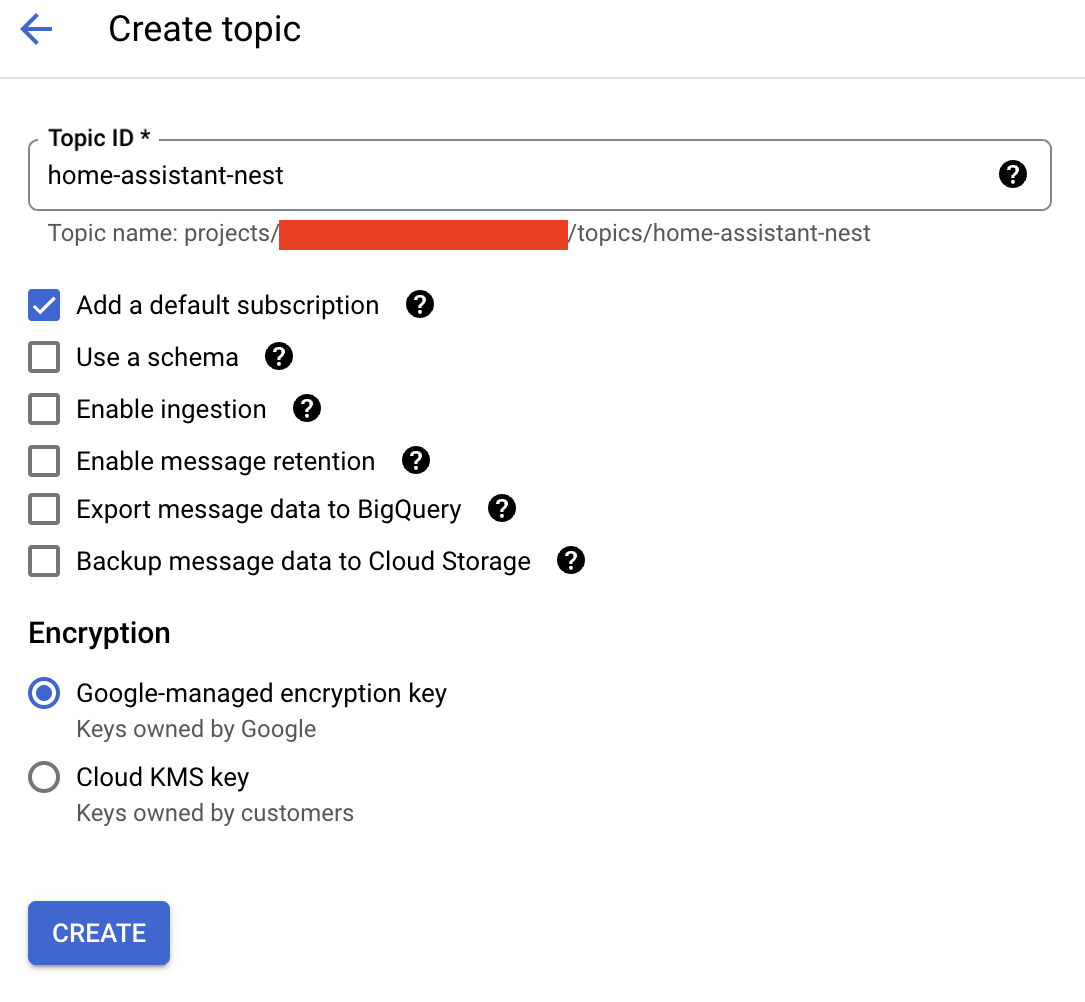 Create topic
Topic ID *
home-assistant-nest
Topic name: projects/ /topics/home-assistant-nest
Add a default subscription
Use a schema
Enable ingestion
Enable message retention
Export message data to BigQuery
Backup message data to Cloud Storage
Encryption
Google-managed encryption key
Keys owned by Google
Cloud KMS key
Keys owned by customers
CREATE